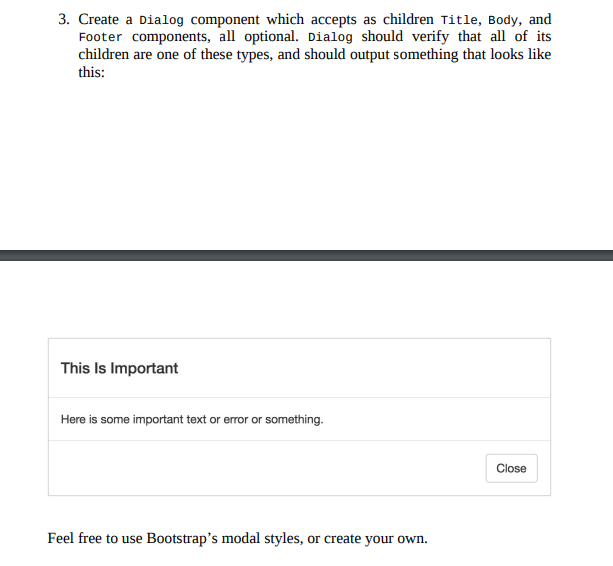 3. Create a Dialog component which accepts as children Title, Body, and
Footer components, all optional. Dialog should verify that all of its
children are one of these types, and should output something that looks like
this:
This Is Important
Here is some important text or error or something.
Close
Feel free to use Bootstrap’s modal styles, or create your own.